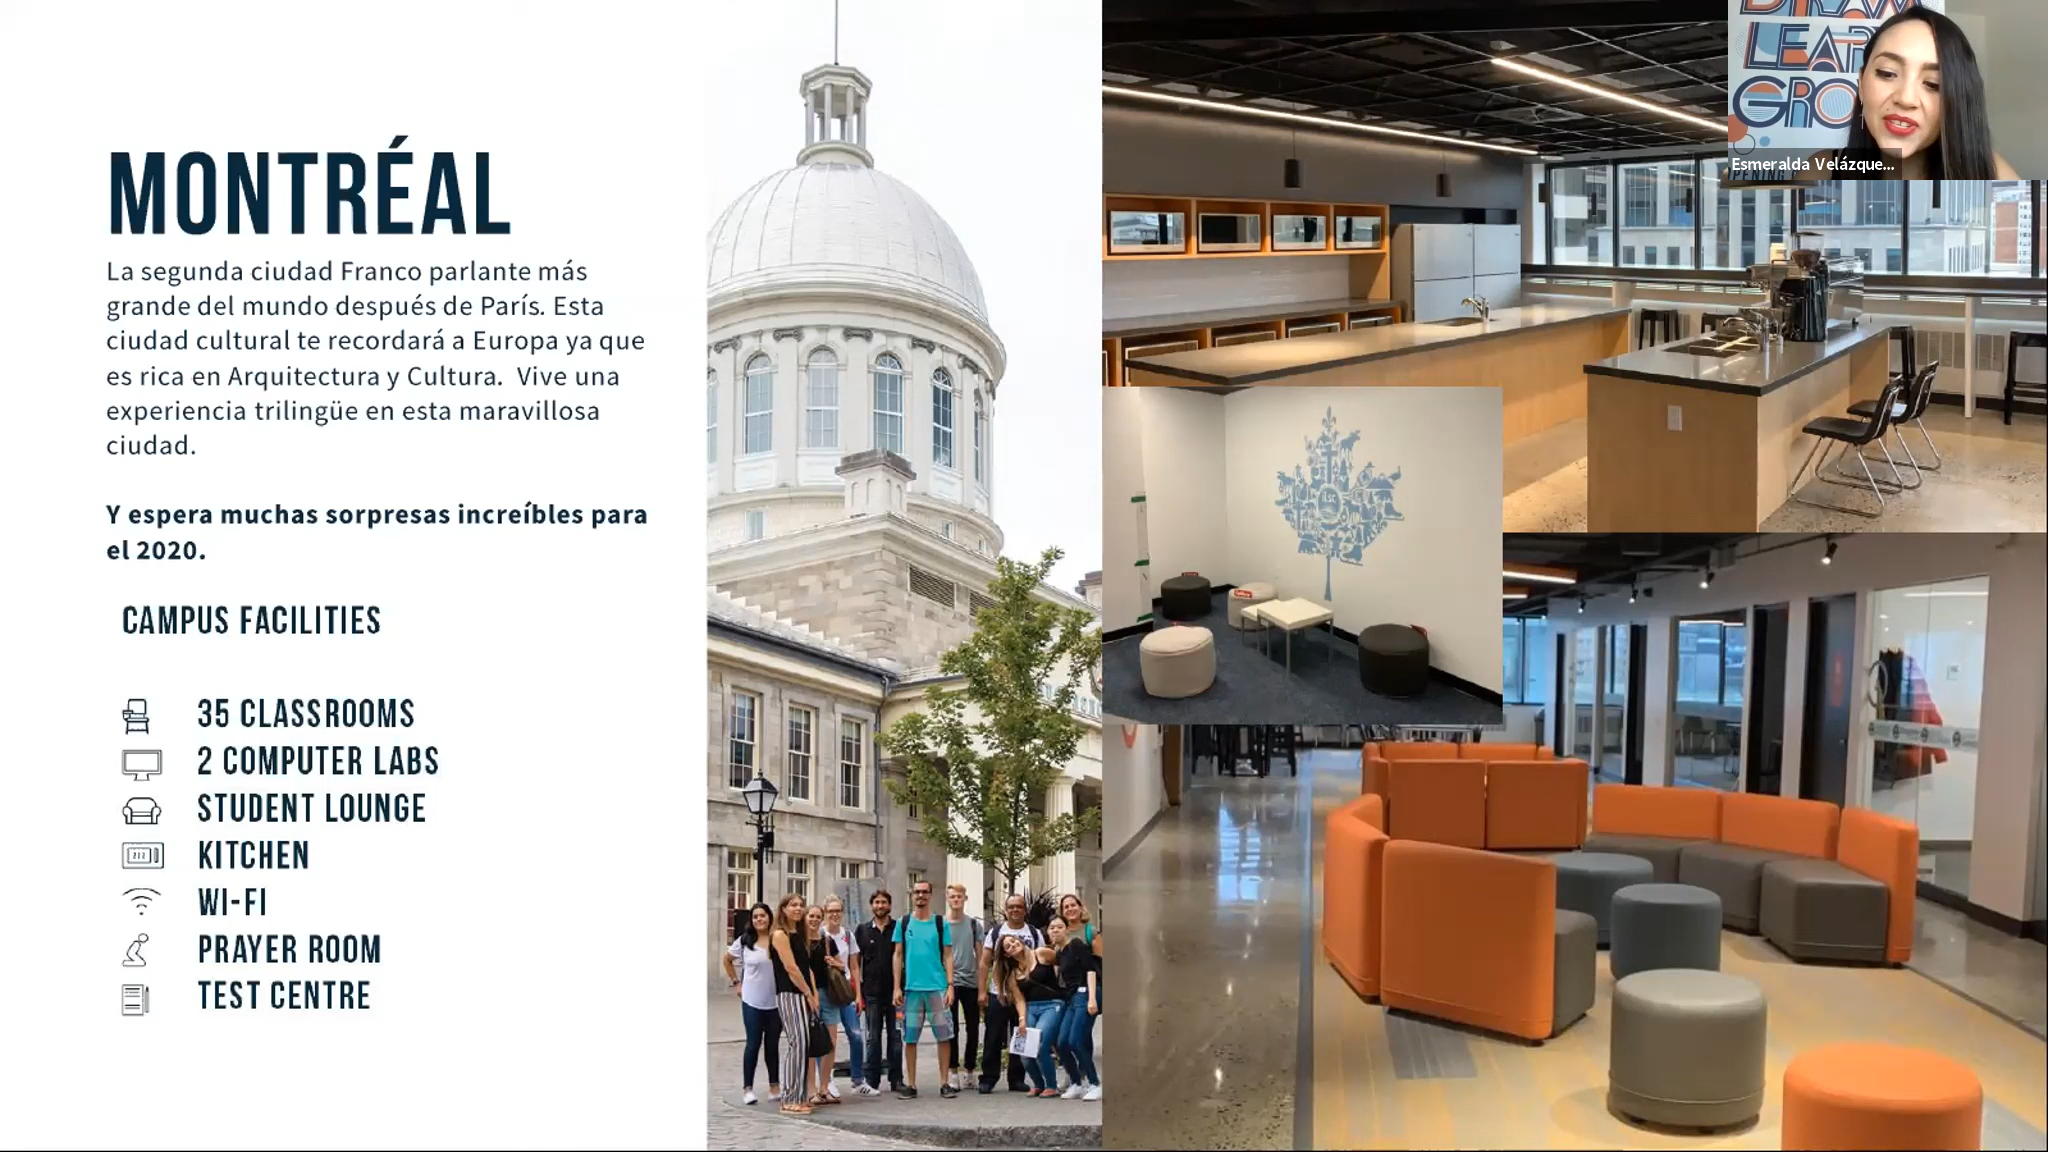 MONTRÉAL
La segunda ciudad Franco parlante más
grande del mundo después de París. Esta
ciudad cultural te recordará a Europa ya que
es rica en Arquitectura y Cultura.  Vive una
experiencia trilingüe en esta maravillosa
ciudad.
Y espera muchas sorpresas increíbles para
el 2020.
CAMPUS FACILITIES
35 CLASSROOMS
2 COMPUTER LABS
STUDENT LOUNGE
KITCHEN
WI-FI
PRAYER ROOM
TEST CENTRE
ilsc
LEAR
GRO
Esmeralda Velázque...